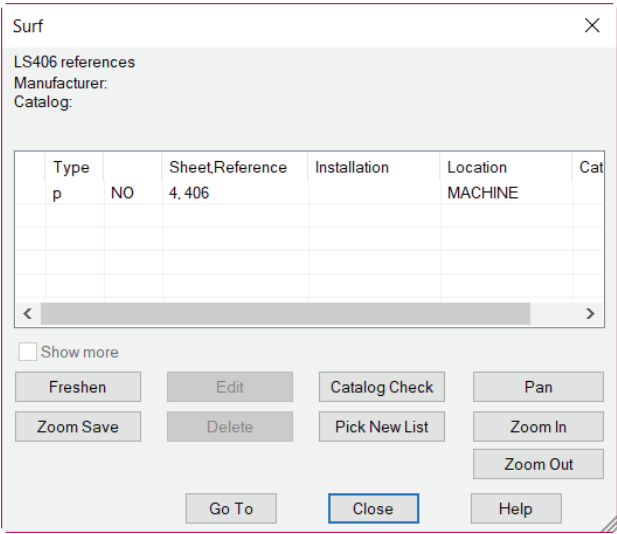 Surf
LS406 references
Manufacturer:
Catalog:
Type Sheet,Reference Installation Location Cat
p NO 4, 406 MACHINE
Show more
Freshen Edit Catalog Check Pan
Zoom Save Delete Pick New List Zoom In
Zoom Out
Go To Close Help